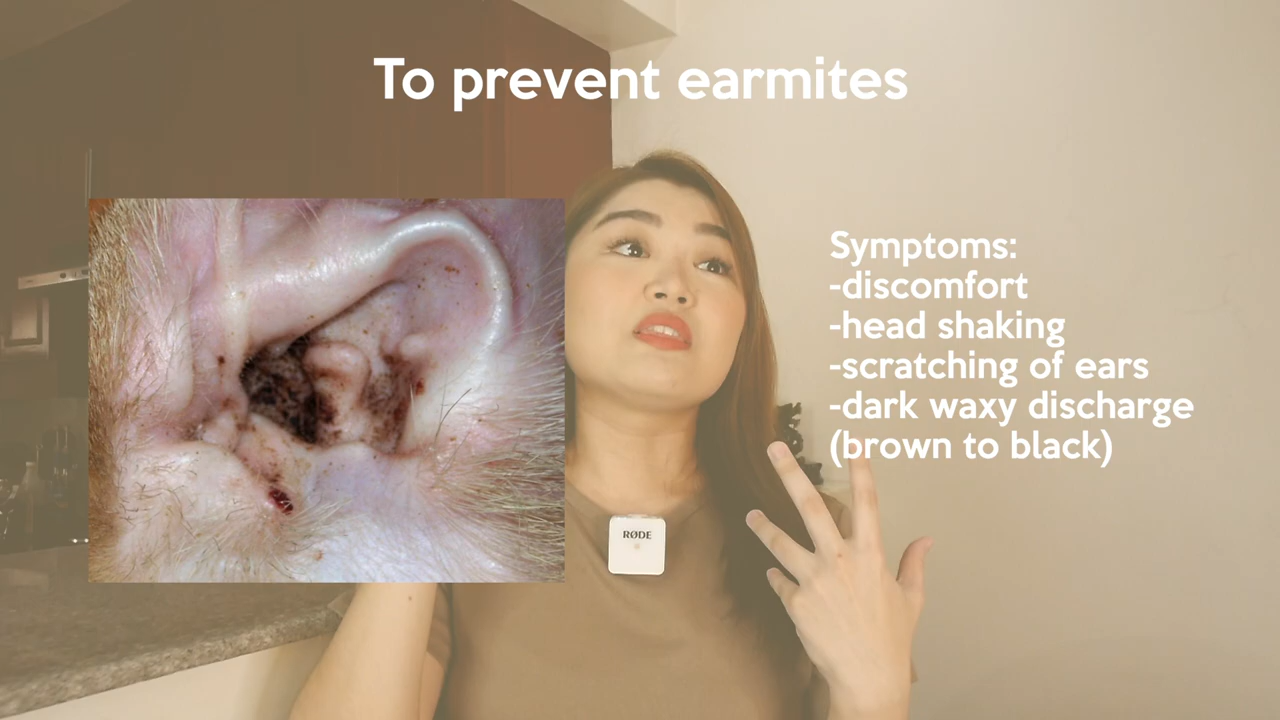 To prevent earmites
Symptoms:
-discomfort
-head shaking
-scratching of ears
-dark waxy discharge
(brown to black)
RØDE